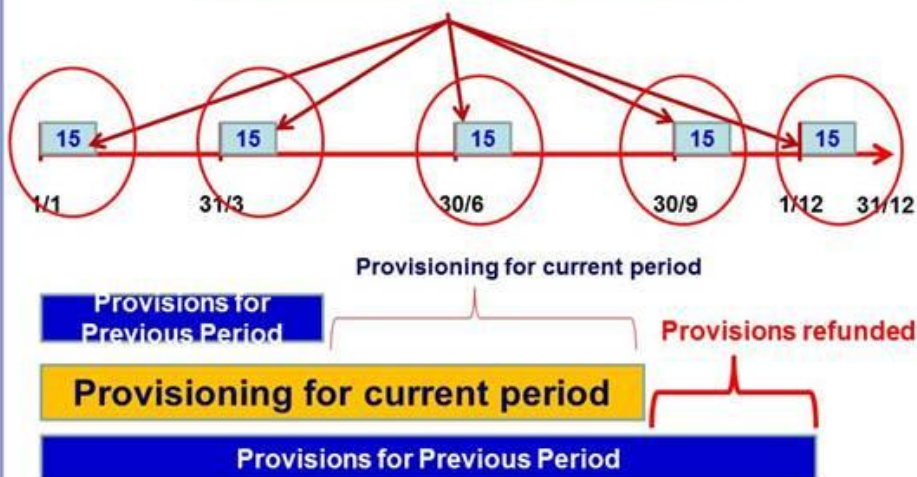 15 15 15 15 15
1/1 31/3 30/6 30/9 1/12 31/12
Provisioning for current period
Provisions for
Previous Period
Provisions refunded
Provisioning for current period
Provisions for Previous Period